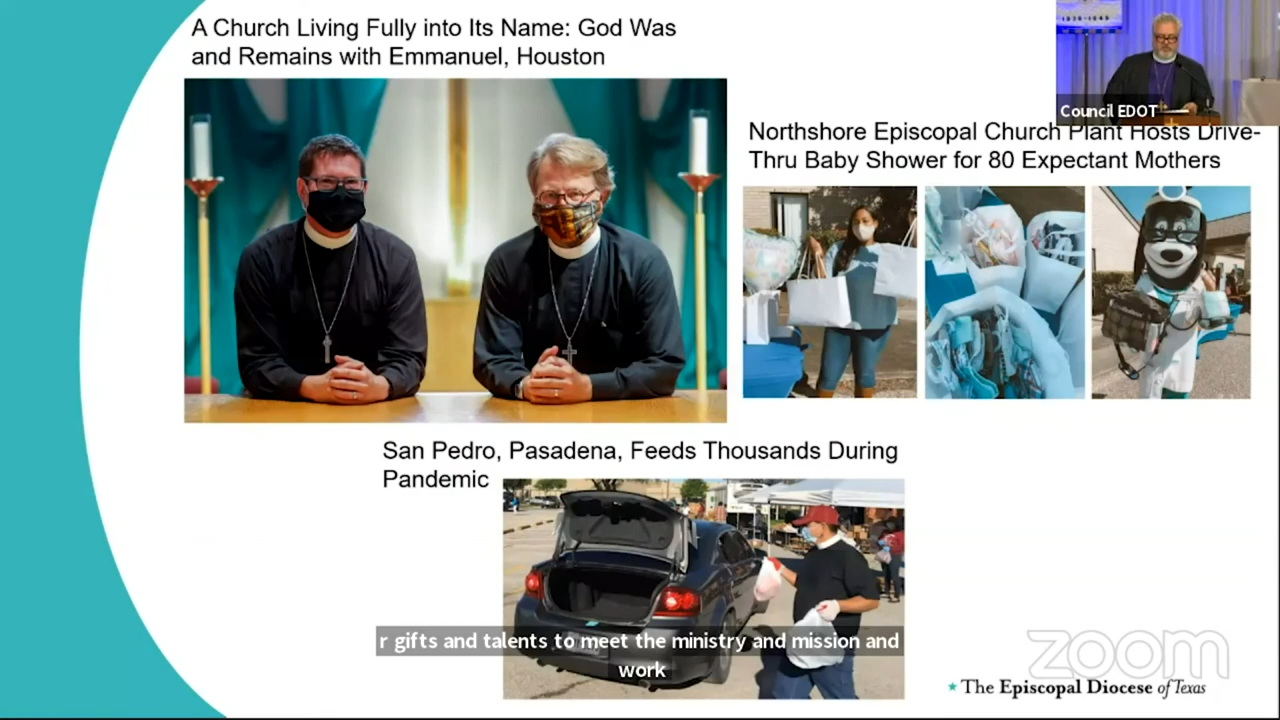 A Church Living Fully into Its Name: God Was
and Remains with Emmanuel, Houston
1838-1849
Council EDOT
Northshore Episcopal Church Plant Hosts Drive-
Thru Baby Shower for 80 Expectant Mothers
San Pedro, Pasadena, Feeds Thousands During
Pandemic
r gifts and talents to meet the ministry and mission and
work
zoom
The Episcopal Diocese of Texas